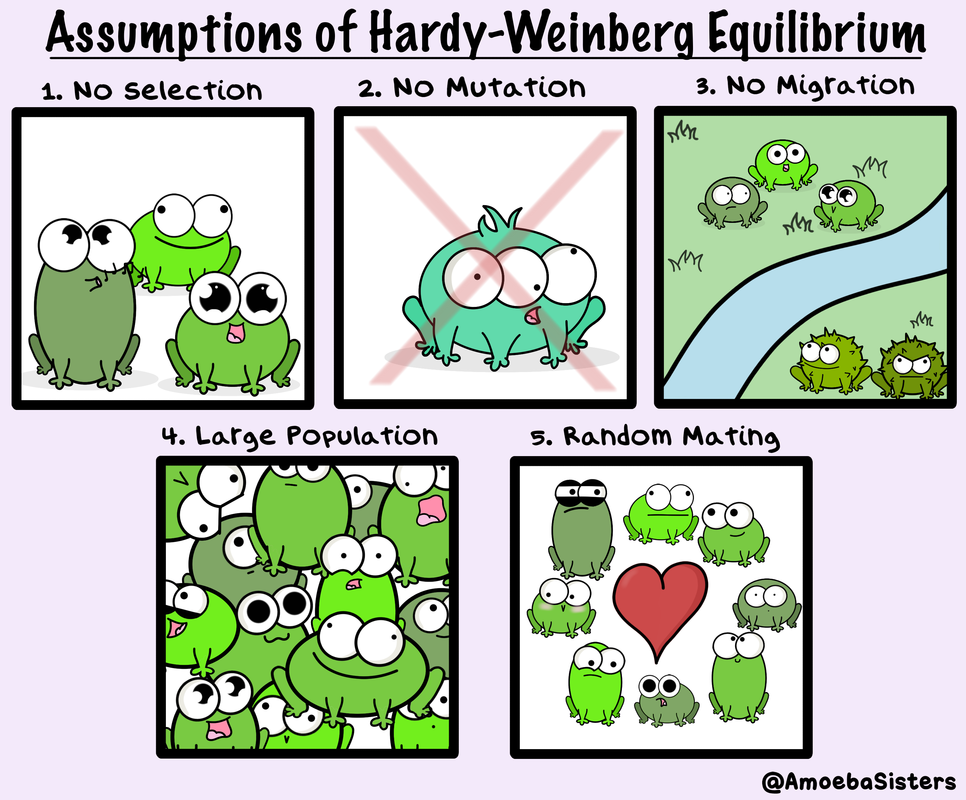 Assumptions of Hardy-Weinberg Equilibrium
1. No Selection
2. No Mutation
3. No Migration
4. Large Population
5. Random Mating
@AmoebaSisters